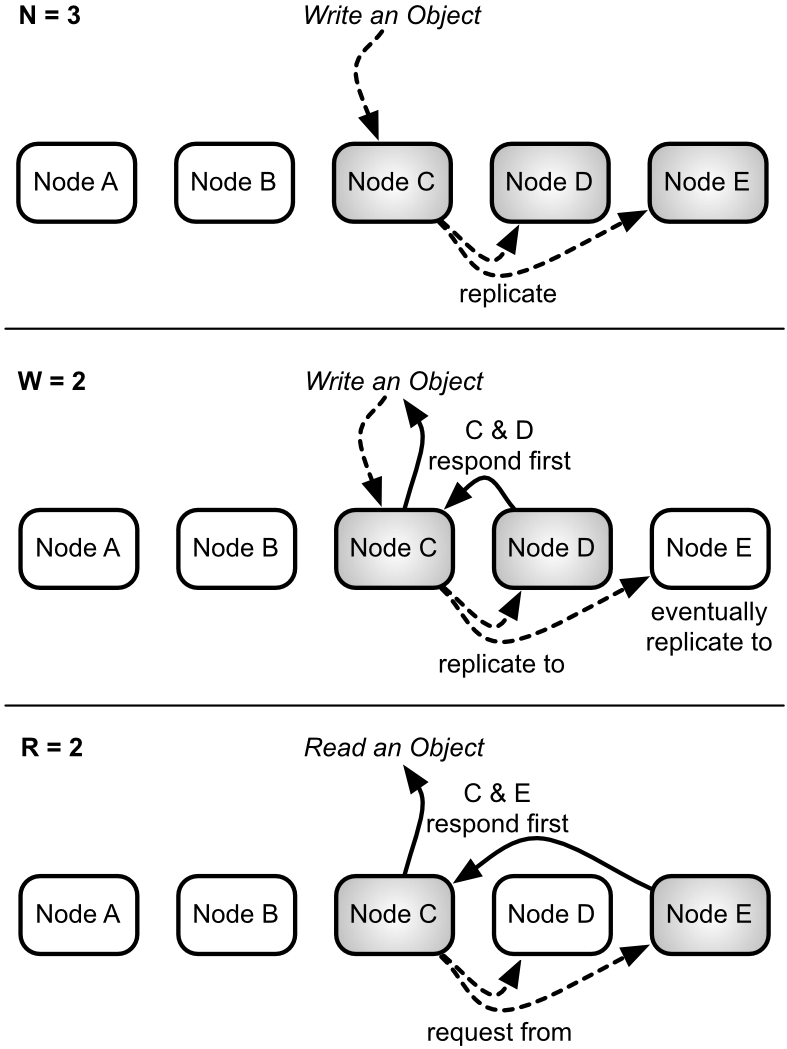 N = 3
Write an Object
Node A
Node B
Node C
Node D
Node E
replicate
W = 2
Write an Object
C & D
respond first
Node A
Node B
Node C
Node D
Node E
eventually
replicate to
replicate to
R = 2
Read an Object
C & E
respond first
Node A
Node B
Node C
Node D
Node E
request from